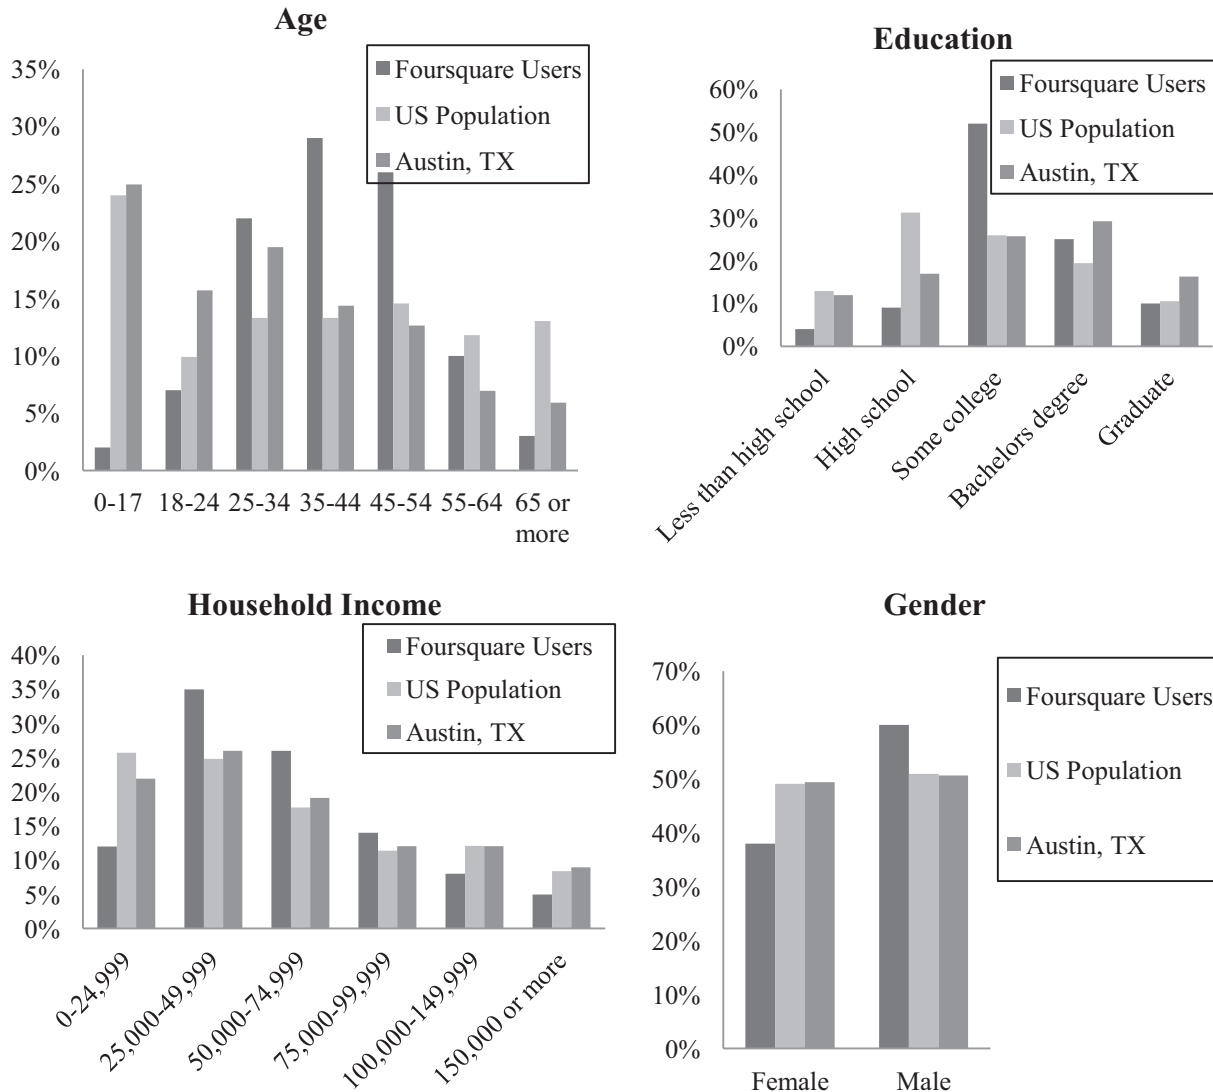 Age
35%
30%
25%
20%
15%
10%
5%
0%
Foursquare Users
US Population
Austin, TX
0-17 18-24 25-34 35-44 45-54 55-64 65 or
more
Education
60%
50%
40%
30%
20%
10%
0%
Foursquare Users
US Population
Austin, TX
Less than high school
High school
Some college
Bachelors degree
Graduate
Household Income
40%
35%
30%
25%
20%
15%
10%
5%
0%
Foursquare Users
US Population
Austin, TX
0-24,999
25,000-49,999
50,000-74,999
75,000-99,999
100,000-149,999
150,000 or more
Gender
70%
60%
50%
40%
30%
20%
10%
0%
Foursquare Users
US Population
Austin, TX
Female Male